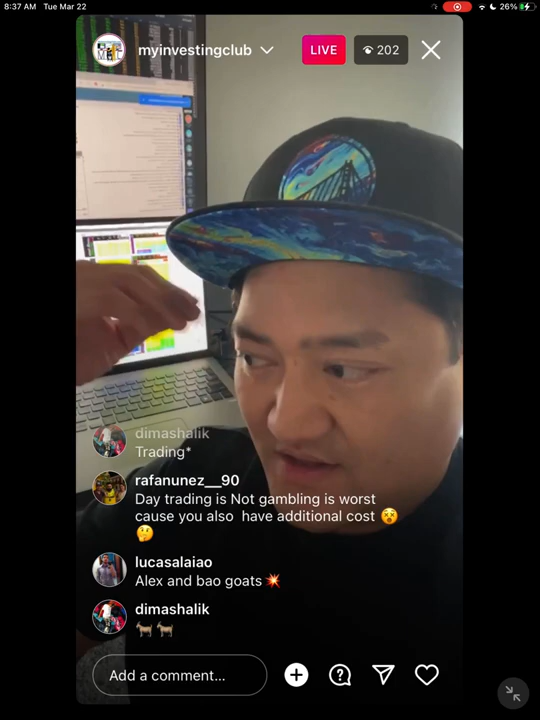 8:37 AM Tue Mar 22
26%
myinvestingclub
LIVE
202
dimashalik
Trading*
rafanunez__90
Day trading is Not gambling is worst
cause you also have additional cost 😵
🤔
lucasalaiao
Alex and bao goats 💥
dimashalik
🐐🐐
Add a comment...